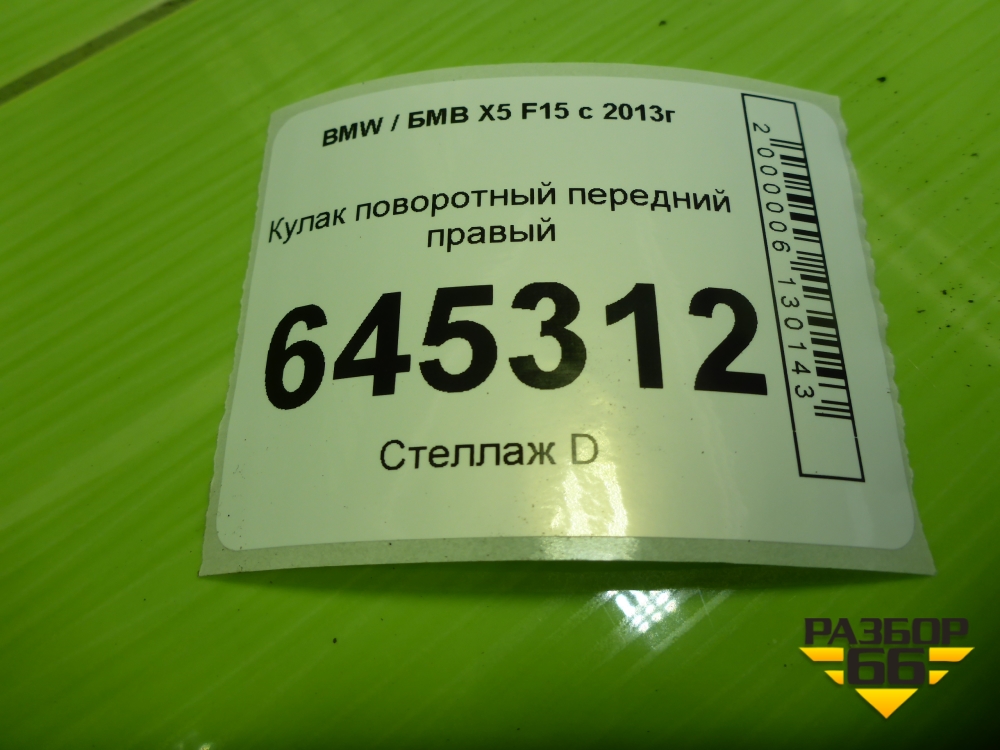 BMW / БМВ X5 F15 с 2013г
Кулак поворотный передний
правый
645312
Стеллаж D
2000006130143
РАЗБОР
66